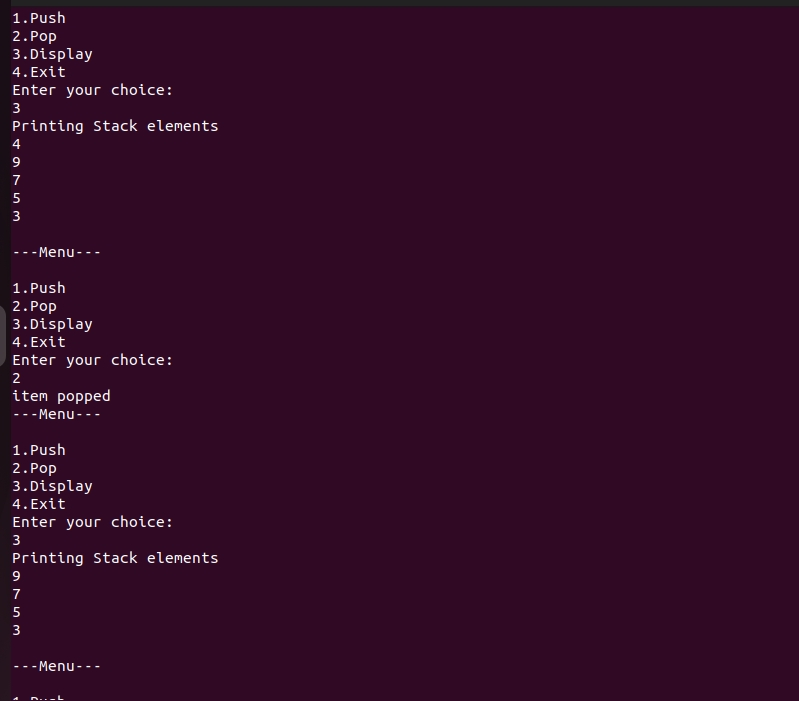 1.Push
2.Pop
3.Display
4.Exit
Enter your choice:
3
Printing Stack elements
4
9
7
5
3
---Menu---
1.Push
2.Pop
3.Display
4.Exit
Enter your choice:
2
item popped
---Menu---
1.Push
2.Pop
3.Display
4.Exit
Enter your choice:
3
Printing Stack elements
9
7
5
3
---Menu---
1.Push